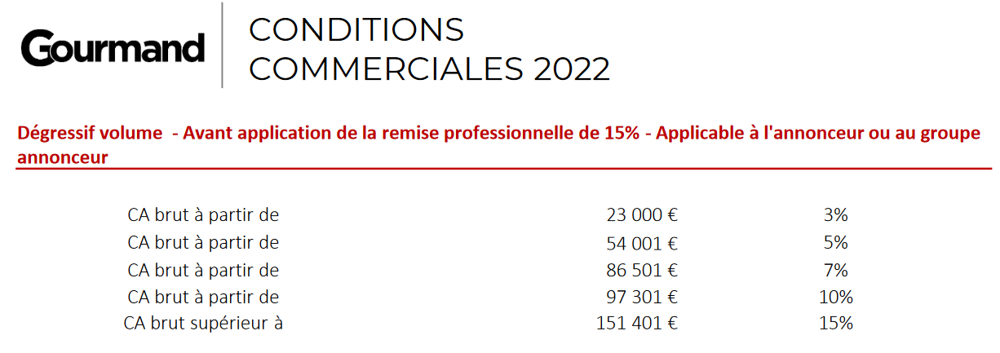 Gourmand
CONDITIONS
COMMERCIALES 2022
Dégressif volume - Avant application de la remise professionnelle de 15% - Applicable à l'annonceur ou au groupe
annonceur
CA brut à partir de 23 000 € 3%
CA brut à partir de 54 001 € 5%
CA brut à partir de 86 501 € 7%
CA brut à partir de 97 301 € 10%
CA brut supérieur à 151 401 € 15%